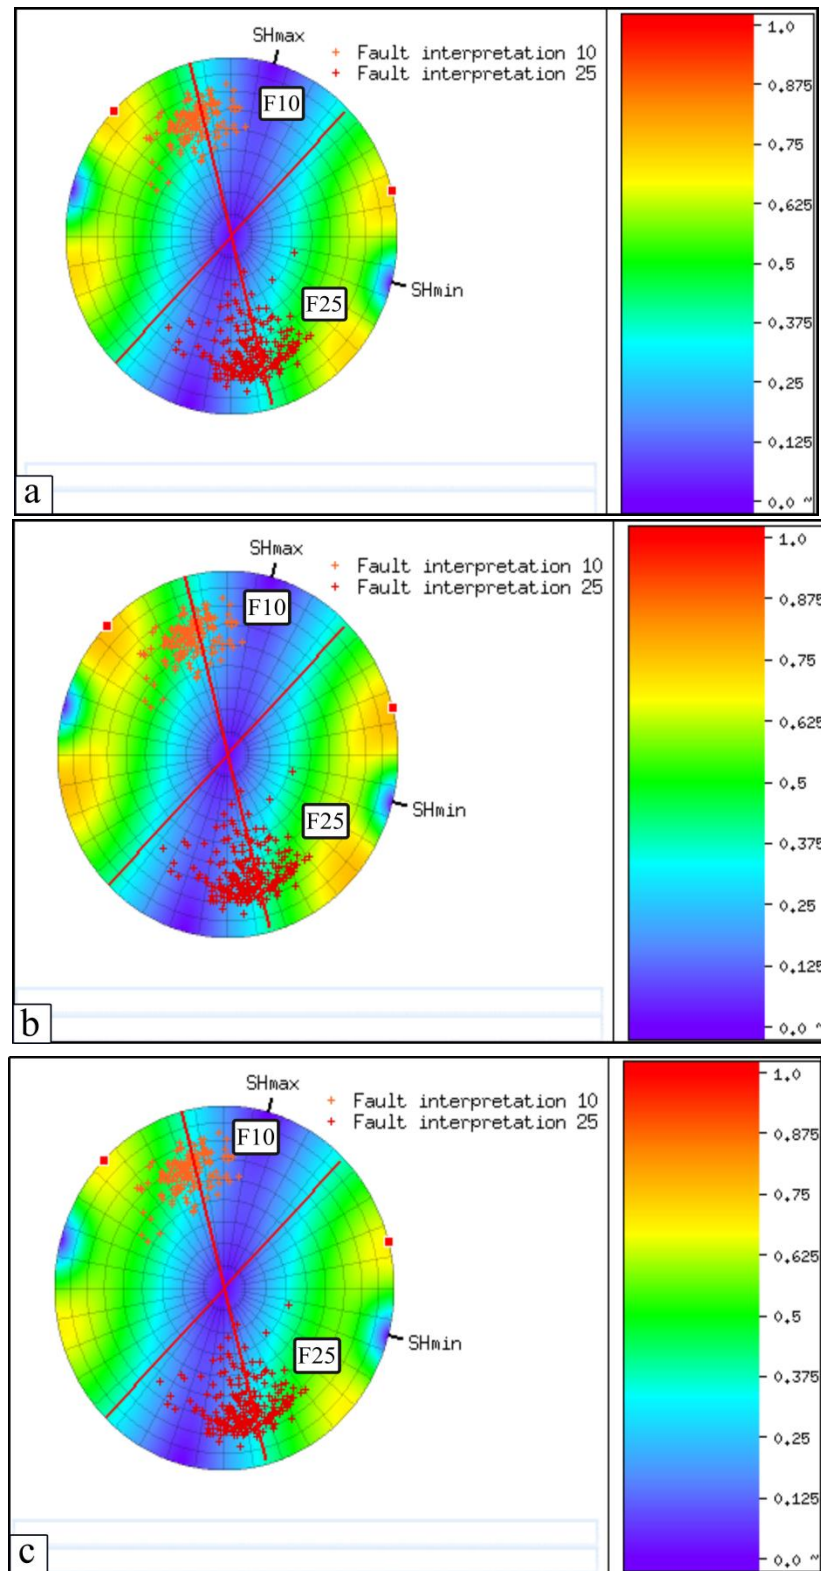 SHmax
+ Fault interpretation 10
+ Fault interpretation 25
F10
F25
SHmin
1.0
0.875
0.75
0.625
0.5
0.375
0.25
0.125
0.0 ~
a
SHmax
+ Fault interpretation 10
+ Fault interpretation 25
F10
F25
SHmin
1.0
0.875
0.75
0.625
0.5
0.375
0.25
0.125
0.0 ~
b
SHmax
+ Fault interpretation 10
+ Fault interpretation 25
F10
F25
SHmin
1.0
0.875
0.75
0.625
0.5
0.375
0.25
0.125
0.0 ~
c